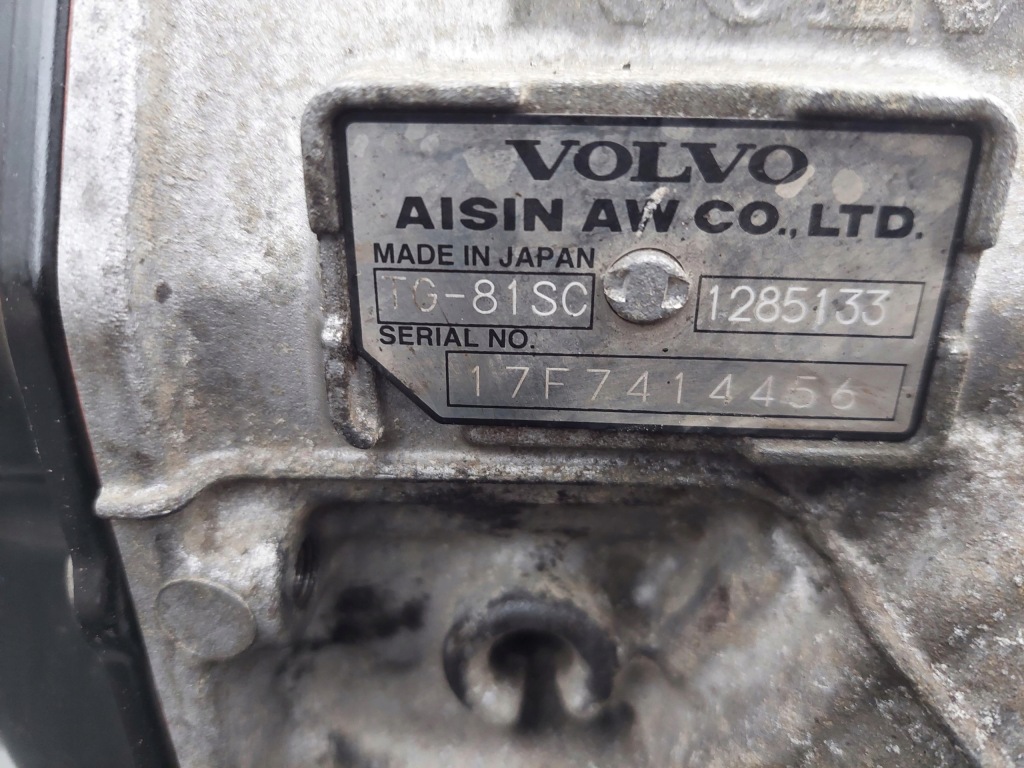 VOLVO
AISIN AW CO., LTD.
MADE IN JAPAN
TG-81SC 1285133
SERIAL NO.
17F7414456